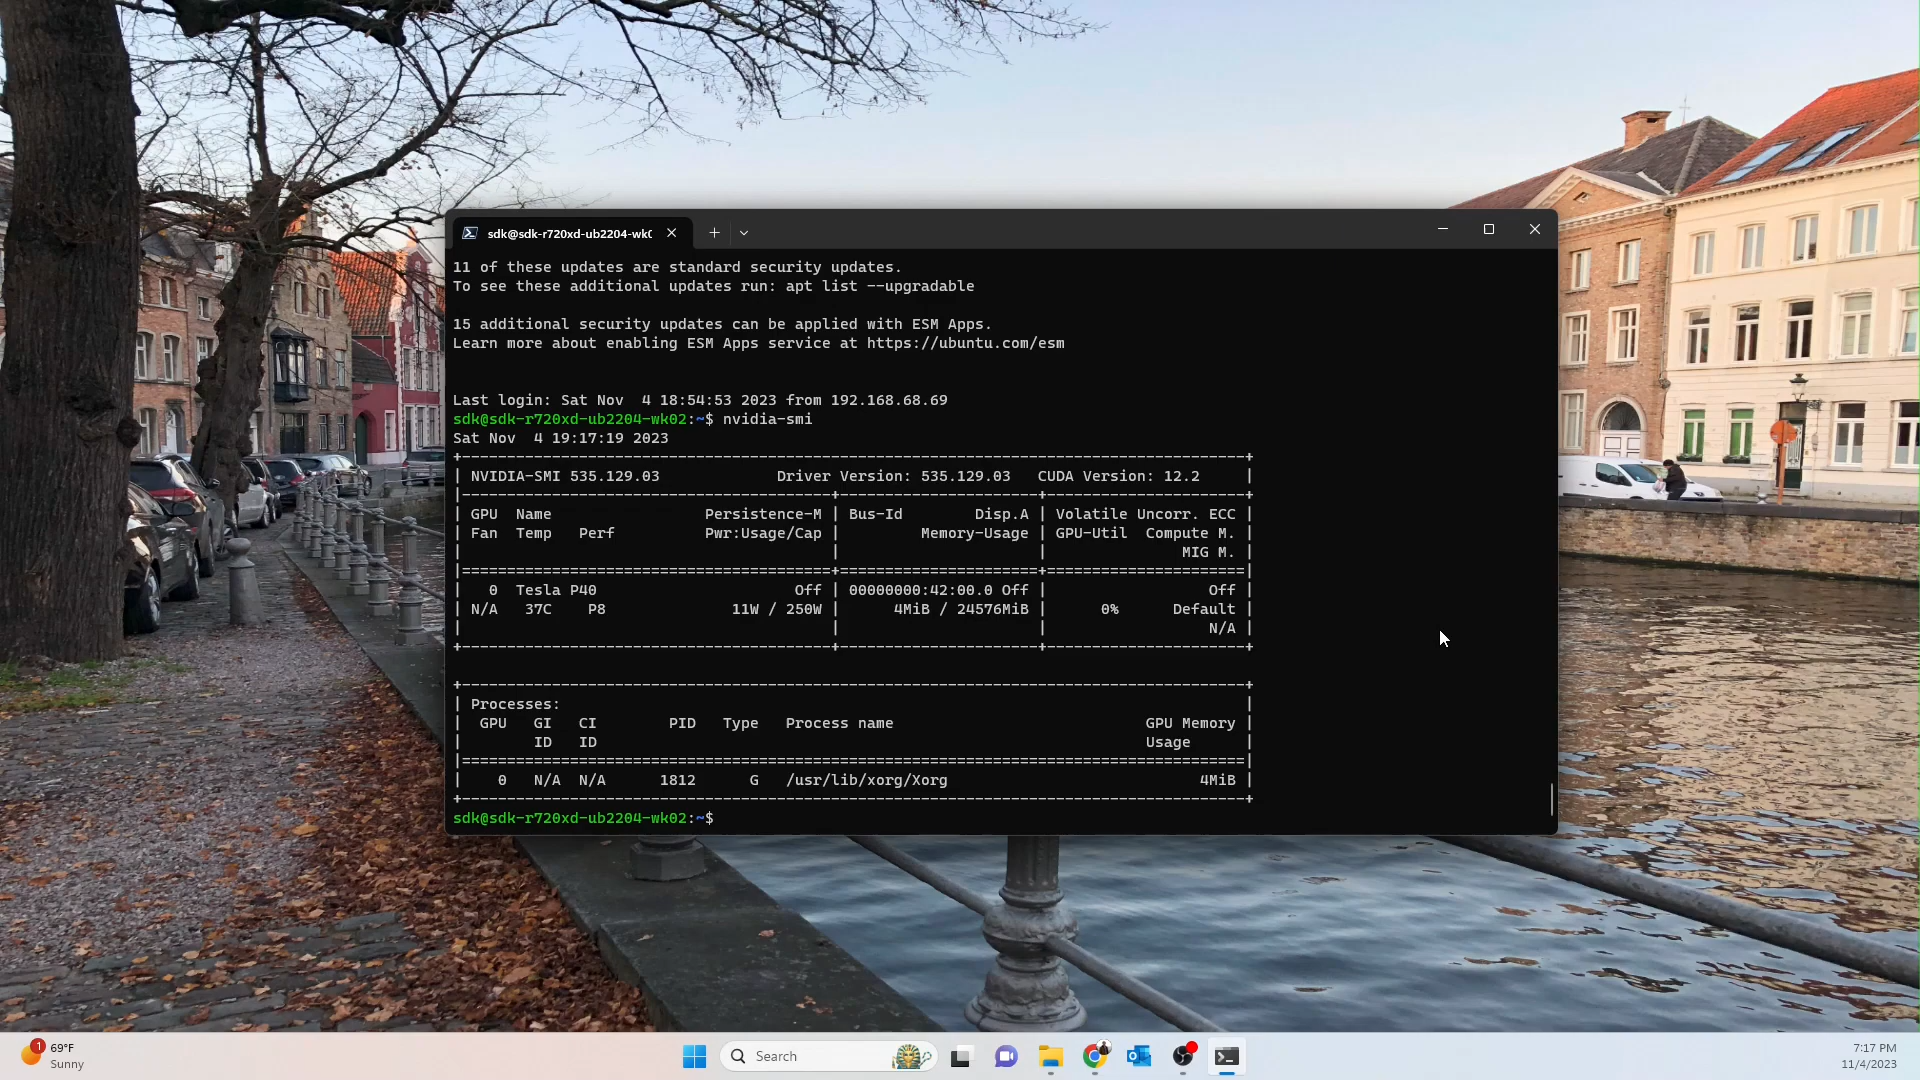 sdk@sdk-r720xd-ub2204-wk0
11 of these updates are standard security updates.
To see these additional updates run: apt list --upgradable
15 additional security updates can be applied with ESM Apps.
Learn more about enabling ESM Apps service at https://ubuntu.com/esm
Last login: Sat Nov  4 18:54:53 2023 from 192.168.68.69
sdk@sdk-r720xd-ub2204-wk02:~$ nvidia-smi
Sat Nov  4 19:17:19 2023
+---------------------------------------------------------------------------------------+
| NVIDIA-SMI 535.129.03             Driver Version: 535.129.03   CUDA Version: 12.2     |
|-----------------------------------------+----------------------+----------------------+
| GPU  Name                 Persistence-M | Bus-Id        Disp.A | Volatile Uncorr. ECC |
| Fan  Temp   Perf          Pwr:Usage/Cap |         Memory-Usage | GPU-Util  Compute M. |
|                                         |                      |               MIG M. |
|=========================================+======================+======================|
|   0  Tesla P40                      Off | 00000000:42:00.0 Off |                  Off |
| N/A   37C    P8              11W / 250W |      4MiB / 24576MiB |      0%      Default |
|                                         |                      |                  N/A |
+-----------------------------------------+----------------------+----------------------+
+---------------------------------------------------------------------------------------+
| Processes:                                                                            |
|  GPU   GI   CI        PID   Type   Process name                            GPU Memory |
|        ID   ID                                                             Usage      |
|=======================================================================================|
|    0   N/A  N/A      1812      G   /usr/lib/xorg/Xorg                            4MiB |
+---------------------------------------------------------------------------------------+
sdk@sdk-r720xd-ub2204-wk02:~$
1
69°F
Sunny
Search
7:17 PM
11/4/2023